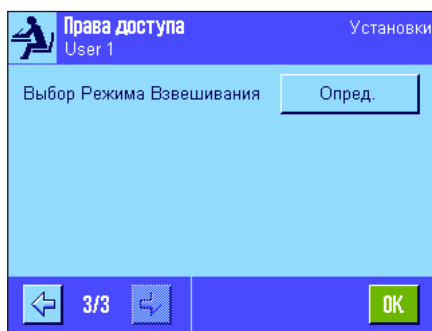 Права доступа
Установки
User 1
Выбор Режима Взвешивания
Опред.
3/3
OK